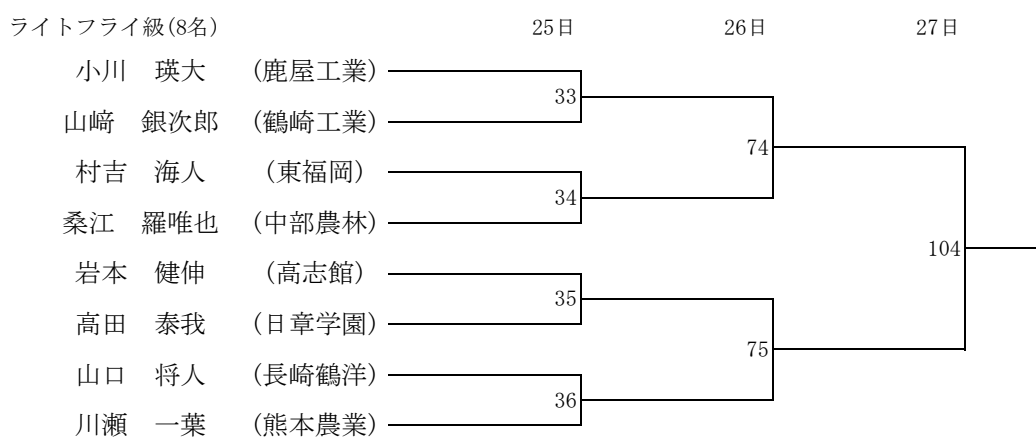 ライトフライ級(8名) 25日 26日 27日
小川 瑛大 (鹿屋工業)
33
山﨑 銀次郎 (鶴崎工業)
74
村吉 海人 (東福岡)
34
桑江 羅唯也 (中部農林)
104
岩本 健伸 (高志館)
35
高田 泰我 (日章学園)
75
山口 将人 (長崎鶴洋)
36
川瀬 一葉 (熊本農業)